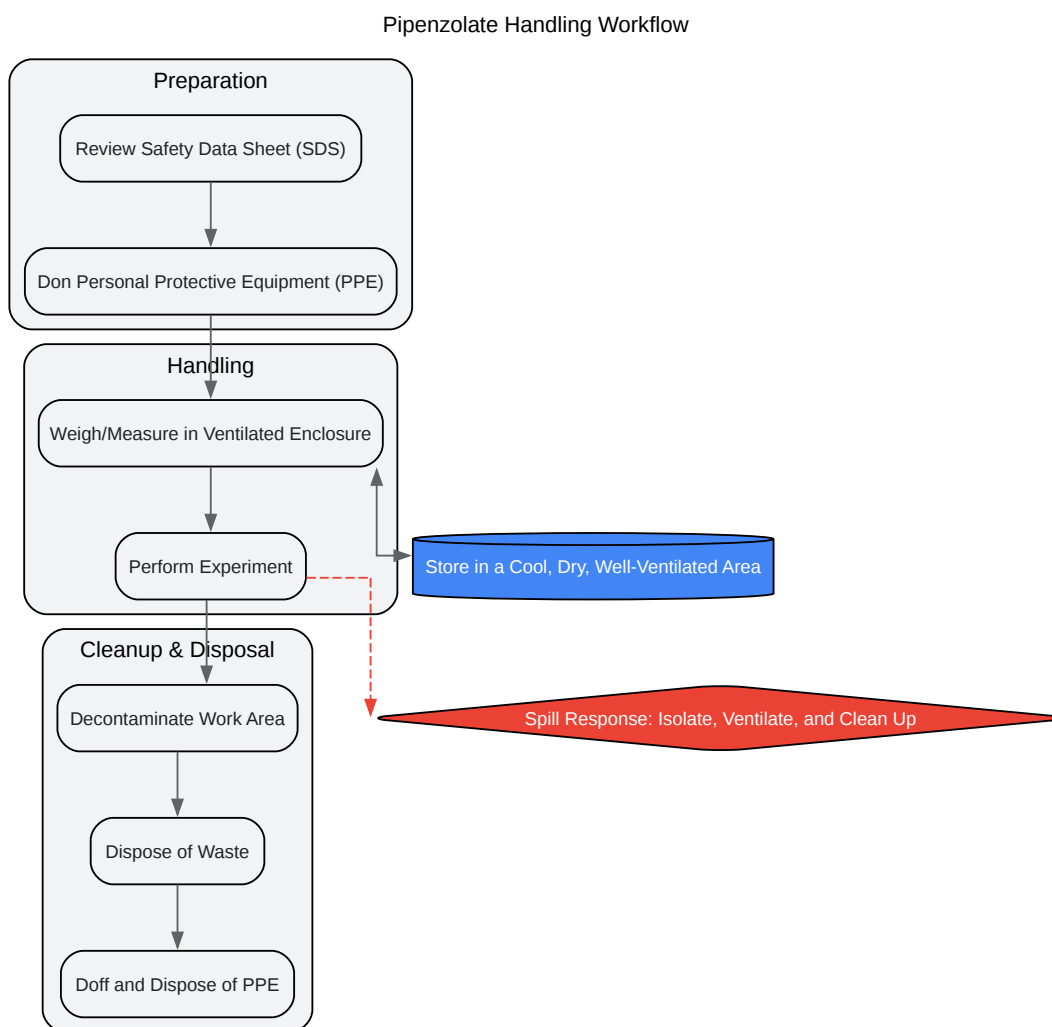 Pipenzolate Handling Workflow
Preparation
Review Safety Data Sheet (SDS)
Don Personal Protective Equipment (PPE)
Handling
Weigh/Measure in Ventilated Enclosure
Perform Experiment
Store in a Cool, Dry, Well-Ventilated Area
Cleanup & Disposal
Decontaminate Work Area
Spill Response: Isolate, Ventilate, and Clean Up
Dispose of Waste
Doff and Dispose of PPE